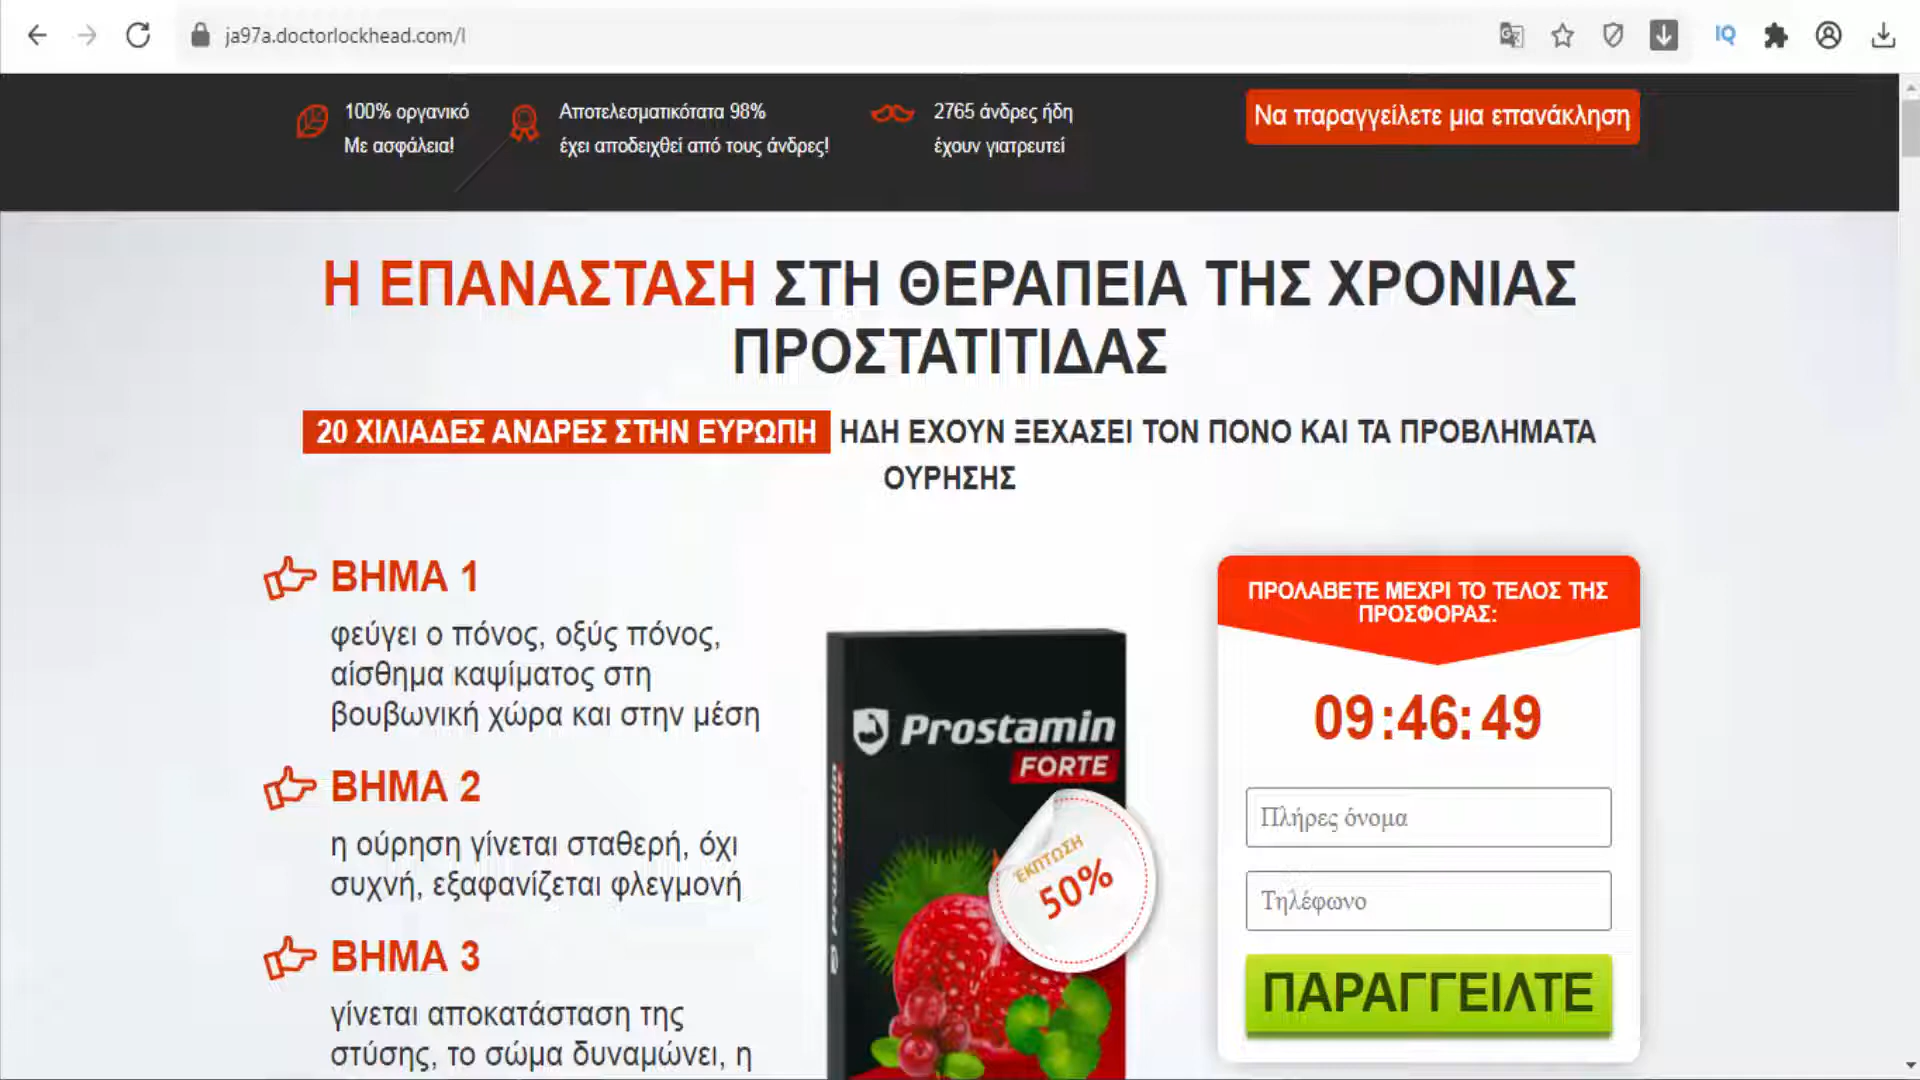 ja97a.doctorlockhead.com/l
IQ
100% οργανικό
Με ασφάλεια!
Αποτελεσματικότατα 98%
έχει αποδειχθεί από τους άνδρες!
2765 άνδρες ήδη
έχουν γιατρευτεί
Να παραγγείλετε μια επανάκληση
Η ΕΠΑΝΑΣΤΑΣΗ ΣΤΗ ΘΕΡΑΠΕΙΑ ΤΗΣ ΧΡΟΝΙΑΣ
ΠΡΟΣΤΑΤΙΤΙΔΑΣ
20 ΧΙΛΙΑΔΕΣ ΑΝΔΡΕΣ ΣΤΗΝ ΕΥΡΩΠΗ ΗΔΗ ΕΧΟΥΝ ΞΕΧΑΣΕΙ ΤΟΝ ΠΟΝΟ ΚΑΙ ΤΑ ΠΡΟΒΛΗΜΑΤΑ
ΟΥΡΗΣΗΣ
ΒΗΜΑ 1
φεύγει ο πόνος, οξύς πόνος,
αίσθημα καψίματος στη
βουβωνική χώρα και στην μέση
ΒΗΜΑ 2
η ούρηση γίνεται σταθερή, όχι
συχνή, εξαφανίζεται φλεγμονή
ΒΗΜΑ 3
γίνεται αποκατάσταση της
στύσης, το σώμα δυναμώνει, η
Prostamin
FORTE
Prostamin
FORTE
ΕΚΠΤΩΣΗ
50%
ΠΡΟΛΑΒΕΤΕ ΜΕΧΡΙ ΤΟ ΤΕΛΟΣ ΤΗΣ
ΠΡΟΣΦΟΡΑΣ:
09:46:49
Πλήρες όνομα
Τηλέφωνο
ΠΑΡΑΓΓΕΙΛΤΕ